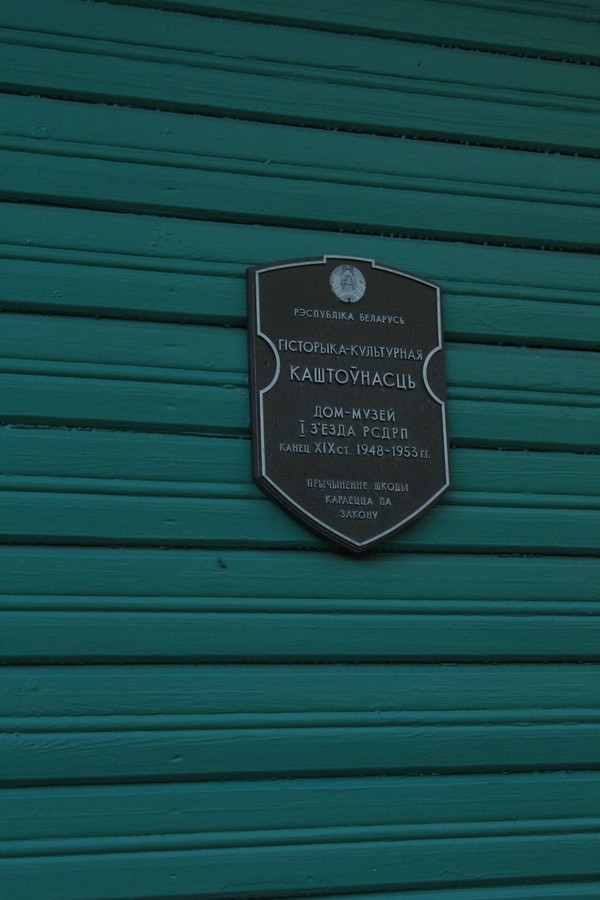 РЭСПУБЛІКА БЕЛАРУСЬ
ГІСТОРЫКА-КУЛЬТУРНАЯ
КАШТОЎНАСЦЬ
ДОМ-МУЗЕЙ
I З'ЕЗДА РСДРП
КАНЕЦ XIX СТ. 1948-1953 ГГ.
ПРЫЧЫНЕННЕ ШКОДЫ
КАРАЕЦЦА ПА
ЗАКОНУ